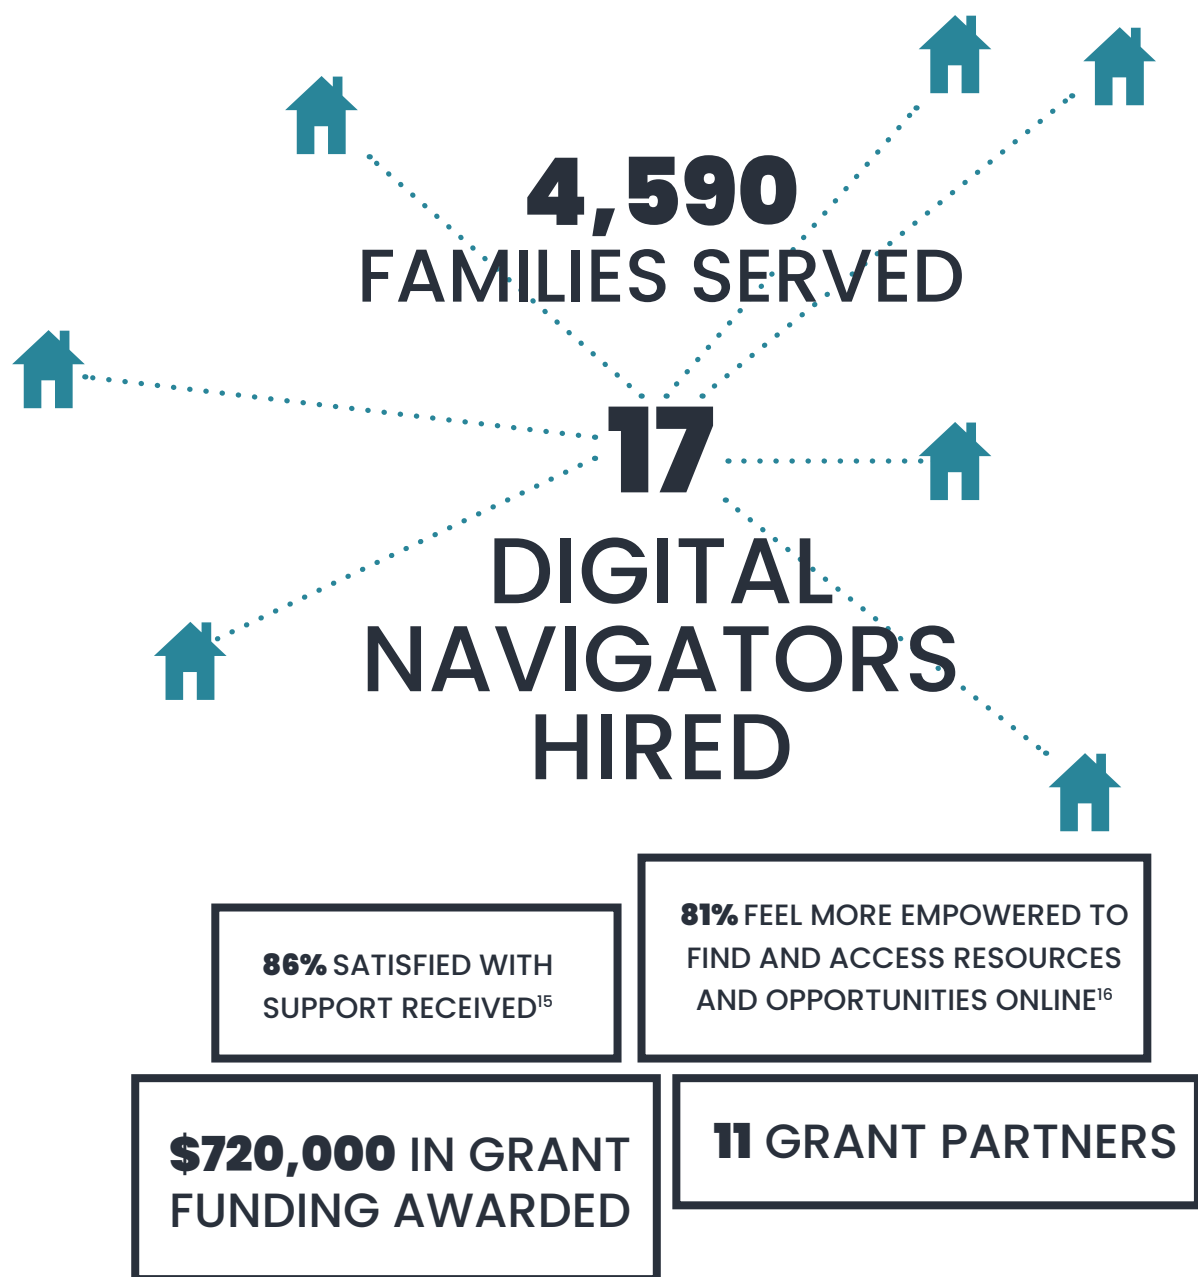 4,590
FAMILIES SERVED
17
DIGITAL
NAVIGATORS
HIRED
86% SATISFIED WITH
SUPPORT RECEIVED15
81% FEEL MORE EMPOWERED TO
FIND AND ACCESS RESOURCES
AND OPPORTUNITIES ONLINE16
$720,000 IN GRANT
FUNDING AWARDED
11 GRANT PARTNERS